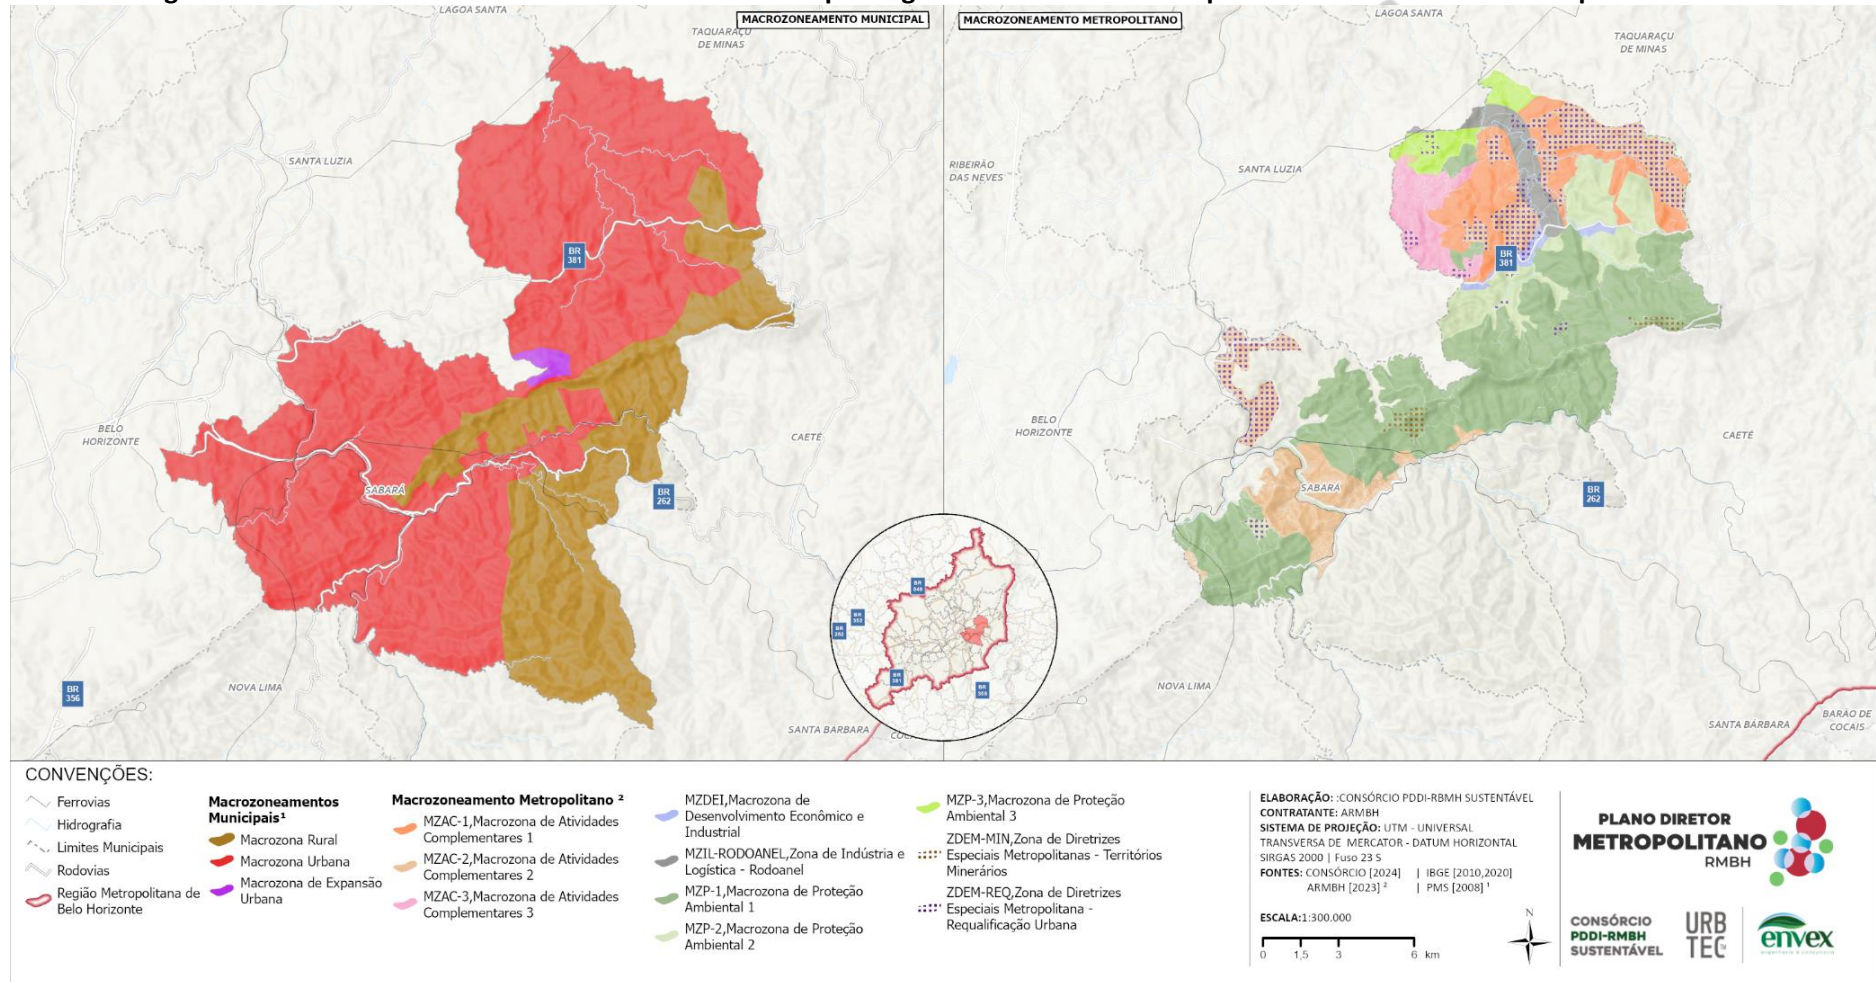 MACROZONEAMENTO MUNICIPAL
MACROZONEAMENTO METROPOLITANO
LAGOA SANTA
TAQUARAÇU
DE MINAS
SANTA LUZIA
BR
381
BELO
HORIZONTE
CAETÉ
SABARÁ
BR
262
NOVA LIMA
BR
356
SANTA BARBARA
LAGOA SANTA
TAQUARAÇU
DE MINAS
RIBEIRÃO
DAS NEVES
SANTA LUZIA
BR
381
BELO
HORIZONTE
CAETÉ
SABARÁ
BR
262
NOVA LIMA
SANTA BÁRBARA
BARÃO DE
COCAIS
CONVENÇÕES:
Ferrovias
Hidrografia
Limites Municipais
Rodovias
Região Metropolitana de
Belo Horizonte
Macrozoneamentos
Municipais¹
Macrozona Rural
Macrozona Urbana
Macrozona de Expansão
Urbana
Macrozoneamento Metropolitano ²
MZAC-1,Macrozona de Atividades
Complementares 1
MZAC-2,Macrozona de Atividades
Complementares 2
MZAC-3,Macrozona de Atividades
Complementares 3
MZDEI,Macrozona de
Desenvolvimento Econômico e
Industrial
MZIL-RODOANEL,Zona de Indústria e
Logística - Rodoanel
MZP-1,Macrozona de Proteção
Ambiental 1
MZP-2,Macrozona de Proteção
Ambiental 2
MZP-3,Macrozona de Proteção
Ambiental 3
ZDEM-MIN,Zona de Diretrizes
Especiais Metropolitanas - Territórios
Minerários
ZDEM-REQ,Zona de Diretrizes
Especiais Metropolitana -
Requalificação Urbana
ELABORAÇÃO: :CONSÓRCIO PDDI-RBMH SUSTENTÁVEL
CONTRATANTE: ARMBH
SISTEMA DE PROJEÇÃO: UTM - UNIVERSAL
TRANSVERSA DE MERCATOR - DATUM HORIZONTAL
SIRGAS 2000 | Fuso 23 S
FONTES: CONSÓRCIO [2024] | IBGE [2010,2020]
ARMBH [2023] ² | PMS [2008] ¹
ESCALA:1:300.000
0 1,5 3 6 km
N
PLANO DIRETOR
METROPOLITANO
RMBH
CONSÓRCIO
PDDI-RMBH
SUSTENTÁVEL
URB
TEC
envex